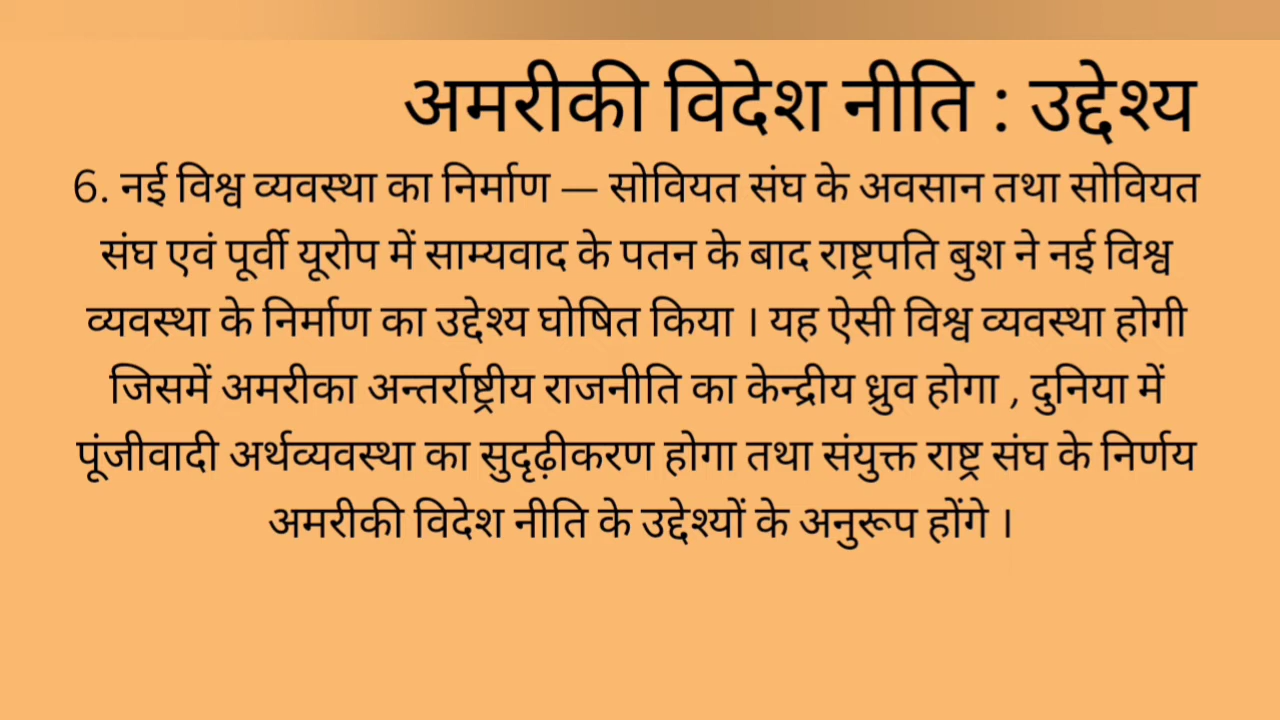 अमरीकी विदेश नीति : उद्देश्य
6. नई विश्व व्यवस्था का निर्माण — सोवियत संघ के अवसान तथा सोवियत
संघ एवं पूर्वी यूरोप में साम्यवाद के पतन के बाद राष्ट्रपति बुश ने नई विश्व
व्यवस्था के निर्माण का उद्देश्य घोषित किया । यह ऐसी विश्व व्यवस्था होगी
जिसमें अमरीका अन्तर्राष्ट्रीय राजनीति का केन्द्रीय ध्रुव होगा , दुनिया में
पूंजीवादी अर्थव्यवस्था का सुदृढ़ीकरण होगा तथा संयुक्त राष्ट्र संघ के निर्णय
अमरीकी विदेश नीति के उद्देश्यों के अनुरूप होंगे ।